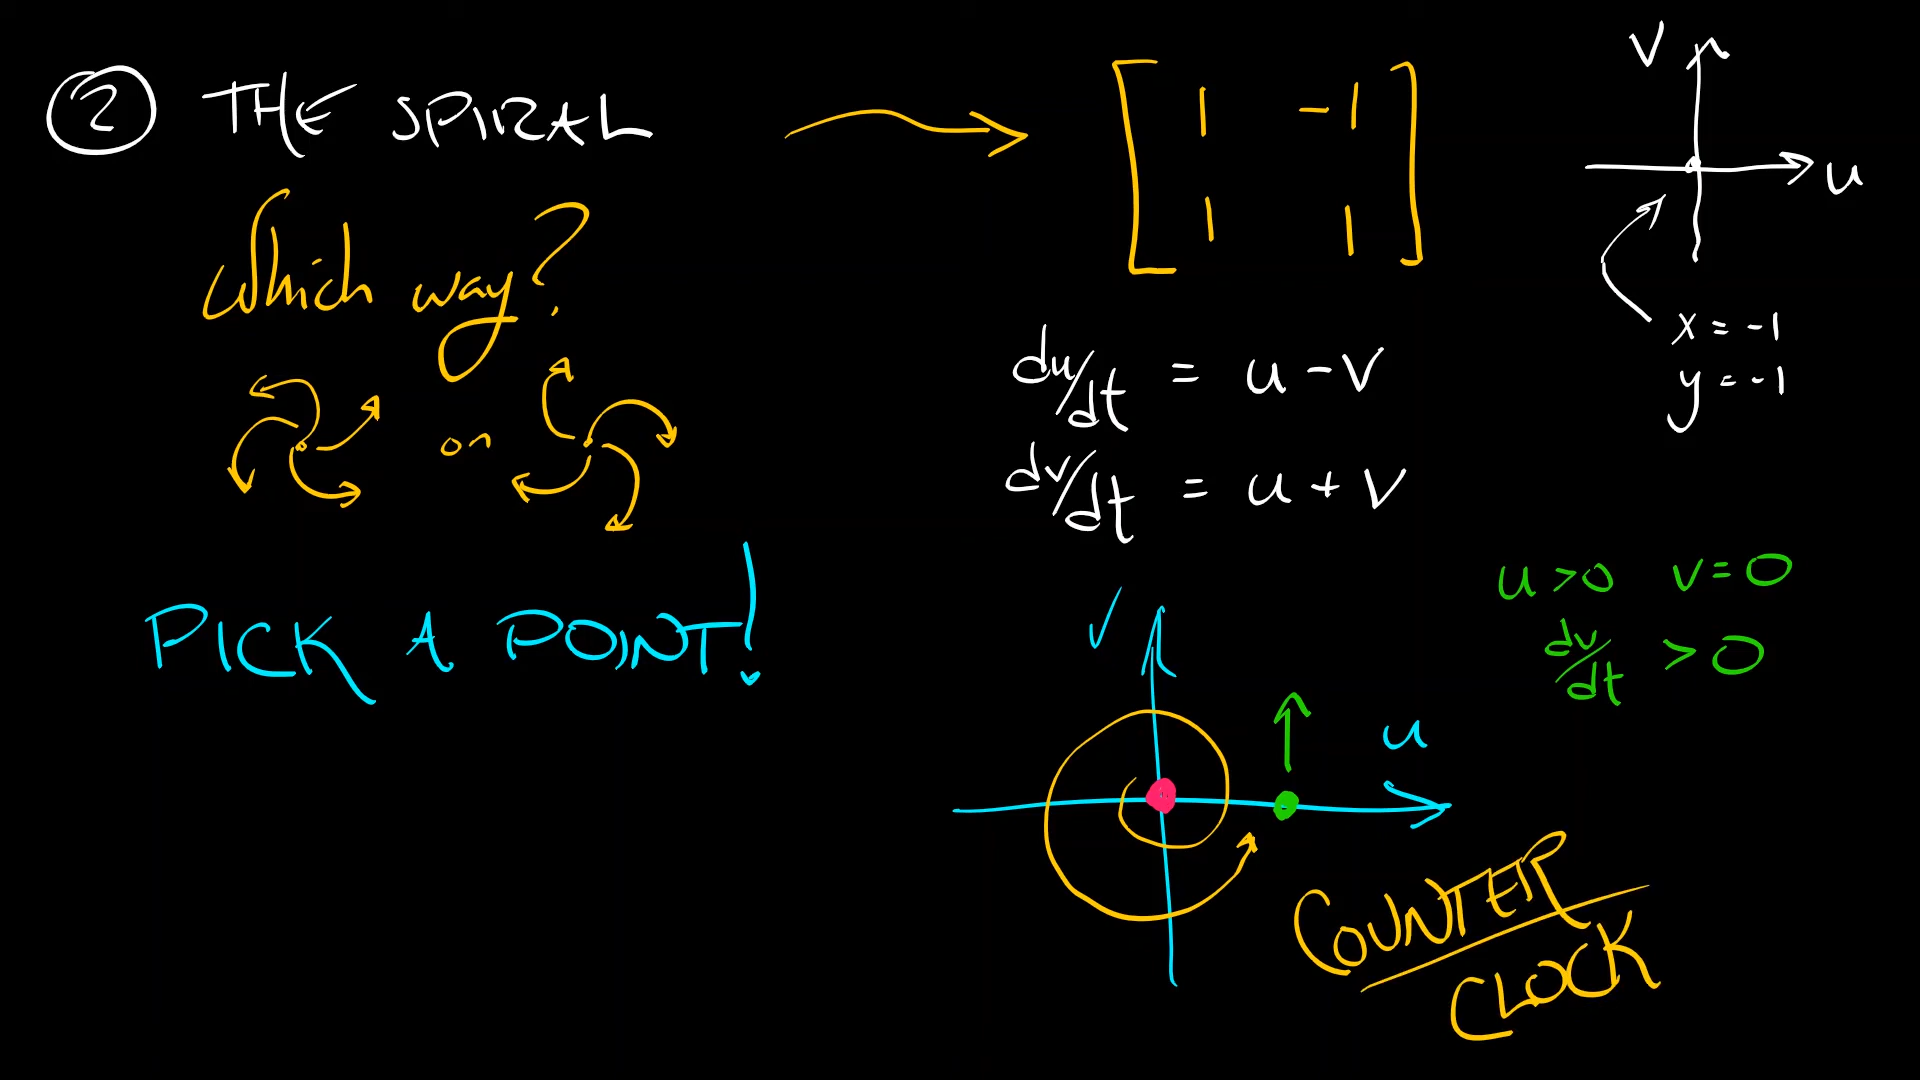 ② THE SPIRAL
Which way?
or
PICK A POINT!
[ 1 -1
1 1 ]
du/dt = u - v
dv/dt = u + v
v
u
x = -1
y = -1
u > 0 v = 0
dv/dt > 0
v
u
COUNTER
CLOCK